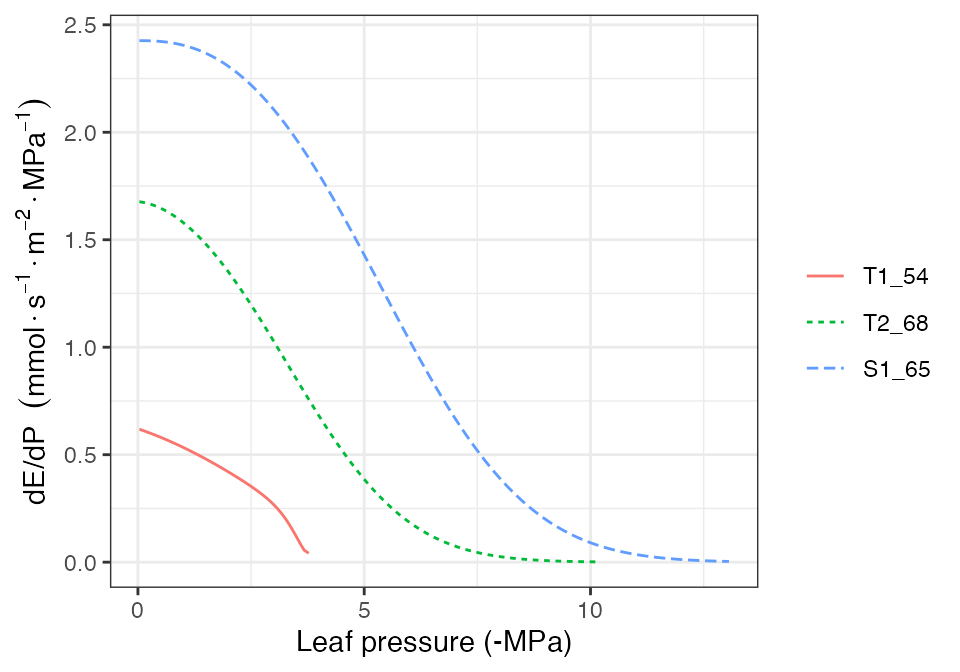 2.5
2.0
1.5
1.0
0.5
0.0
dE/dP (mmol·s⁻¹·m⁻²·MPa⁻¹)
0 5 10
Leaf pressure (-MPa)
T1_54
T2_68
S1_65